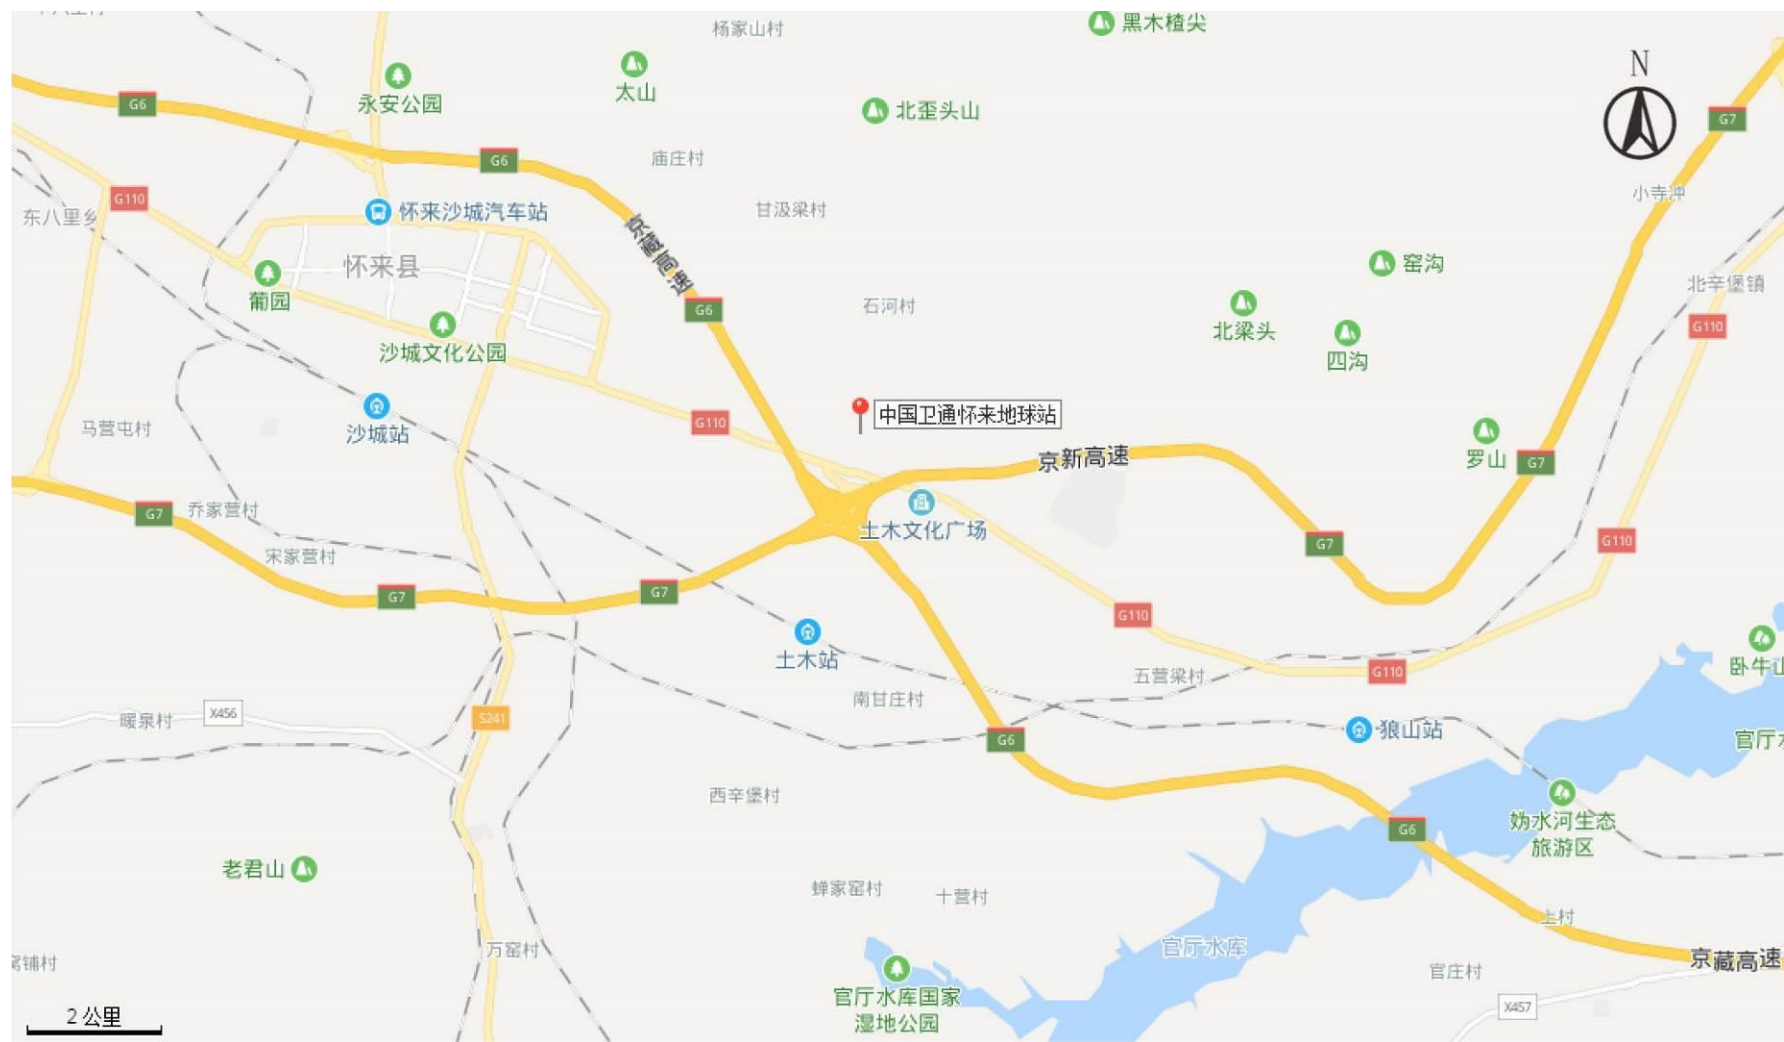 杨家山村
黑木楂尖
N
永安公园
太山
北歪头山
G6
G7
G6
庙庄村
小寺冲
G110
东八里乡
怀来沙城汽车站
甘汲梁村
京藏高速
怀来县
窑沟
北辛堡镇
葡园
G6
石河村
北梁头
四沟
G110
沙城文化公园
沙城站
马营屯村
G110
中国卫通怀来地球站
京新高速
罗山
G7
乔家营村
G7
土木文化广场
宋家营村
G7
G110
G7
G7
G110
土木站
五营梁村
G110
卧牛山
南甘庄村
暖泉村
X456
S241
G6
狼山站
官厅水
西辛堡村
妫水河生态
旅游区
G6
老君山
蝉家窑村
十营村
上村
万窑村
官厅水库
京藏高速
窝铺村
官庄村
官厅水库国家
湿地公园
X457
2 公里